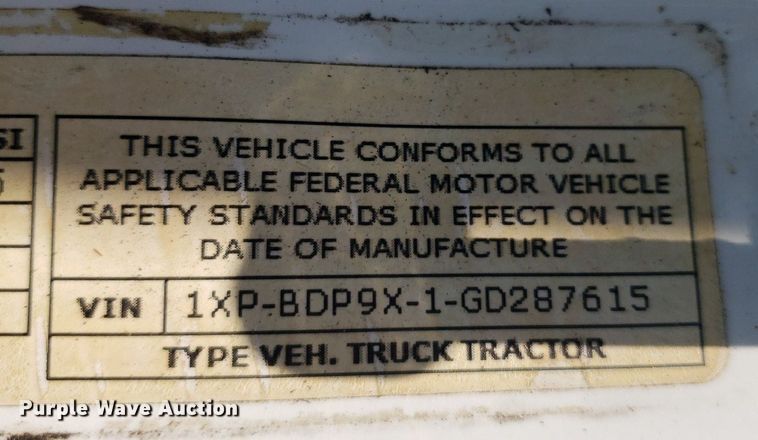 SI
THIS VEHICLE CONFORMS TO ALL
APPLICABLE FEDERAL MOTOR VEHICLE
SAFETY STANDARDS IN EFFECT ON THE
DATE OF MANUFACTURE
VIN 1XP-BDP9X-1-GD287615
TYPE VEH. TRUCK TRACTOR
Purple Wave Auction